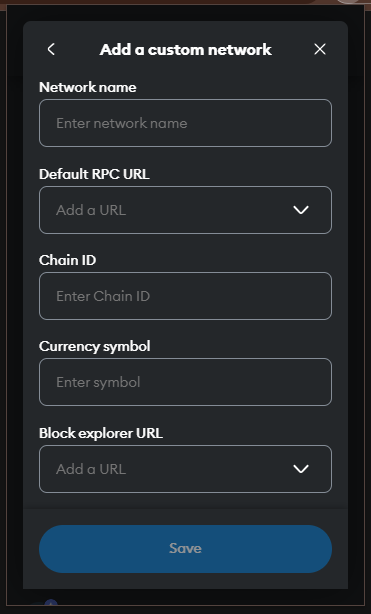 Add a custom network
Network name
Enter network name
Default RPC URL
Add a URL
Chain ID
Enter Chain ID
Currency symbol
Enter symbol
Block explorer URL
Add a URL
Save